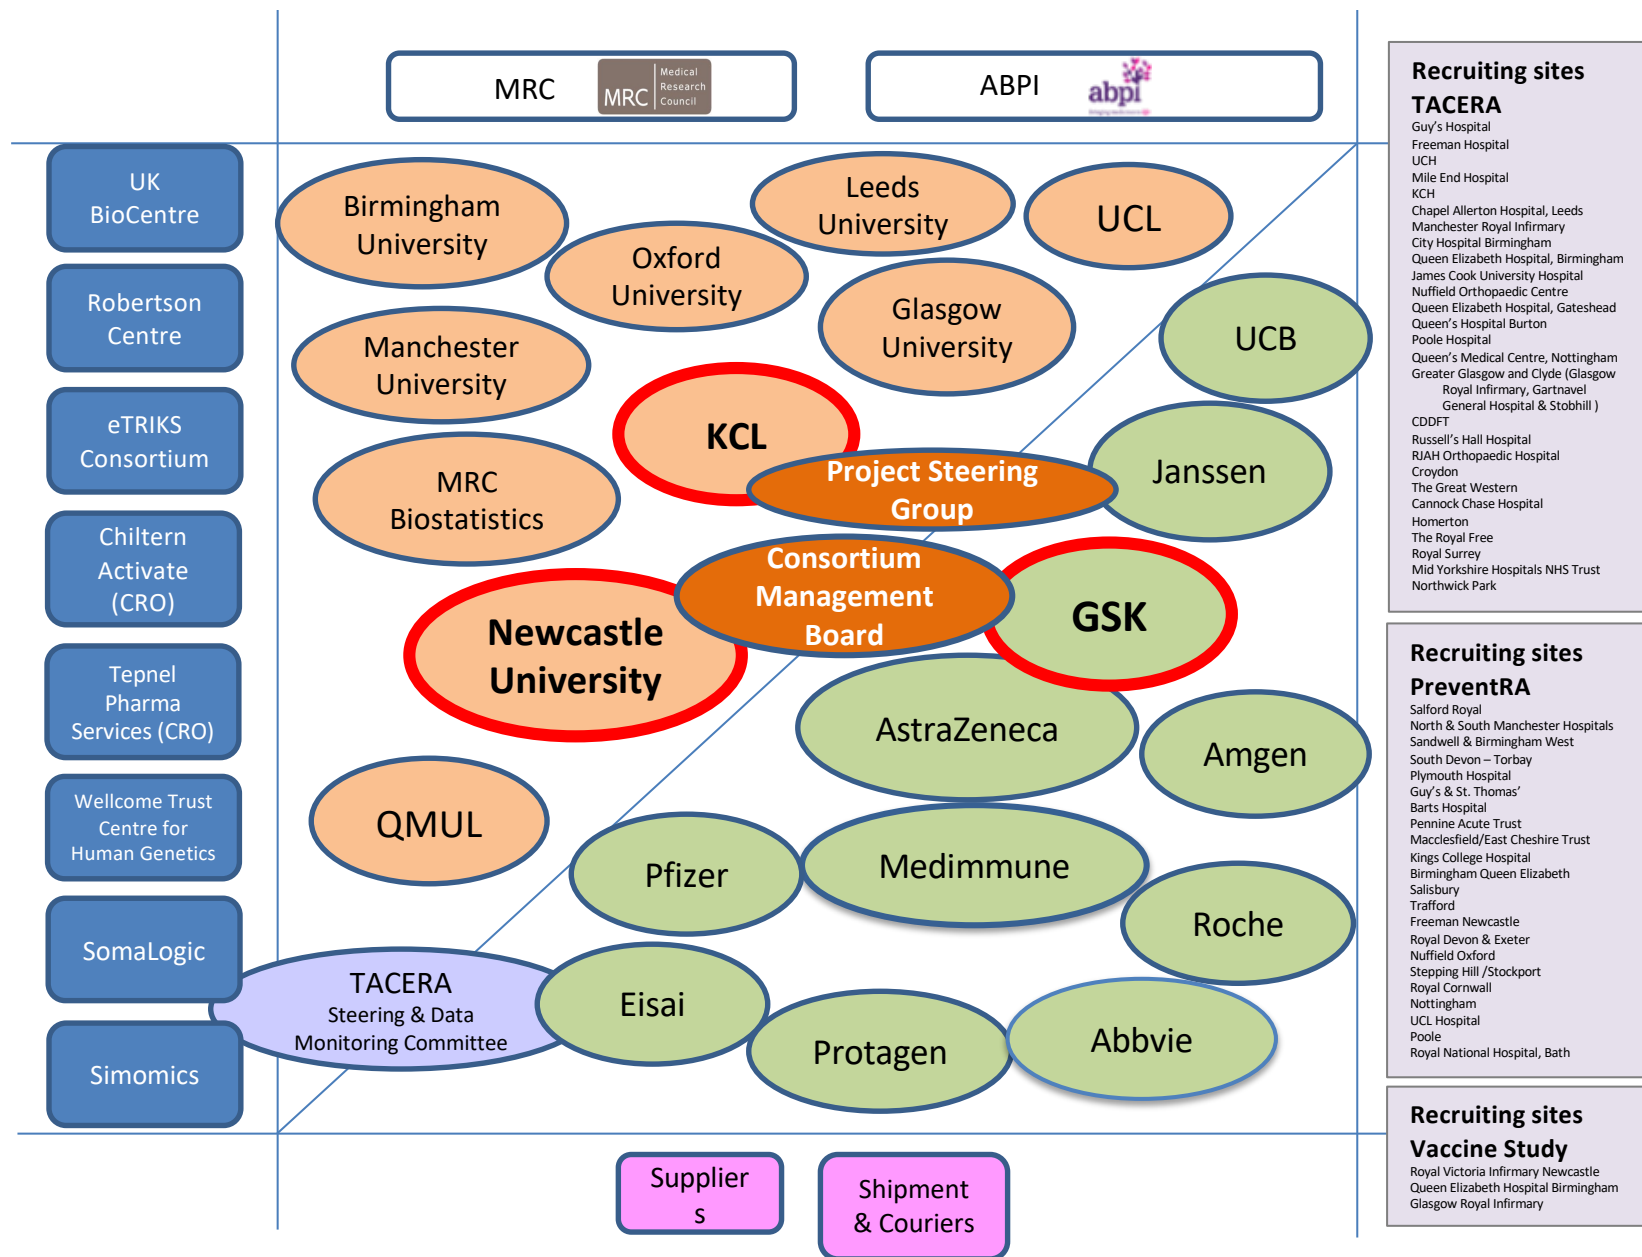 MRC
MRC
Medical
Research
Council
ABPI
abpi
UK
BioCentre
Robertson
Centre
eTRIKS
Consortium
Chiltern
Activate
(CRO)
Tepnel
Pharma
Services (CRO)
Wellcome Trust
Centre for
Human Genetics
SomaLogic
Simomics
Birmingham
University
Oxford
University
Leeds
University
UCL
Manchester
University
Glasgow
University
UCB
KCL
MRC
Biostatistics
Project Steering
Group
Janssen
Consortium
Management
Board
Newcastle
University
GSK
AstraZeneca
Amgen
QMUL
Pfizer
Medimmune
Roche
TACERA
Steering & Data
Monitoring Committee
Eisai
Protagen
Abbvie
Supplier
s
Shipment
& Couriers
Recruiting sites
TACERA
Guy's Hospital
Freeman Hospital
UCH
Mile End Hospital
KCH
Chapel Allerton Hospital, Leeds
Manchester Royal Infirmary
City Hospital Birmingham
Queen Elizabeth Hospital, Birmingham
James Cook University Hospital
Nuffield Orthopaedic Centre
Queen Elizabeth Hospital, Gateshead
Queen's Hospital Burton
Poole Hospital
Queen's Medical Centre, Nottingham
Greater Glasgow and Clyde (Glasgow
Royal Infirmary, Gartnavel
General Hospital & Stobhill )
CDDFT
Russell's Hall Hospital
RJAH Orthopaedic Hospital
Croydon
The Great Western
Cannock Chase Hospital
Homerton
The Royal Free
Royal Surrey
Mid Yorkshire Hospitals NHS Trust
Northwick Park
Recruiting sites
PreventRA
Salford Royal
North & South Manchester Hospitals
Sandwell & Birmingham West
South Devon – Torbay
Plymouth Hospital
Guy's & St. Thomas'
Barts Hospital
Pennine Acute Trust
Macclesfield/East Cheshire Trust
Kings College Hospital
Birmingham Queen Elizabeth
Salisbury
Trafford
Freeman Newcastle
Royal Devon & Exeter
Nuffield Oxford
Stepping Hill /Stockport
Royal Cornwall
Nottingham
UCL Hospital
Poole
Royal National Hospital, Bath
Recruiting sites
Vaccine Study
Royal Victoria Infirmary Newcastle
Queen Elizabeth Hospital Birmingham
Glasgow Royal Infirmary